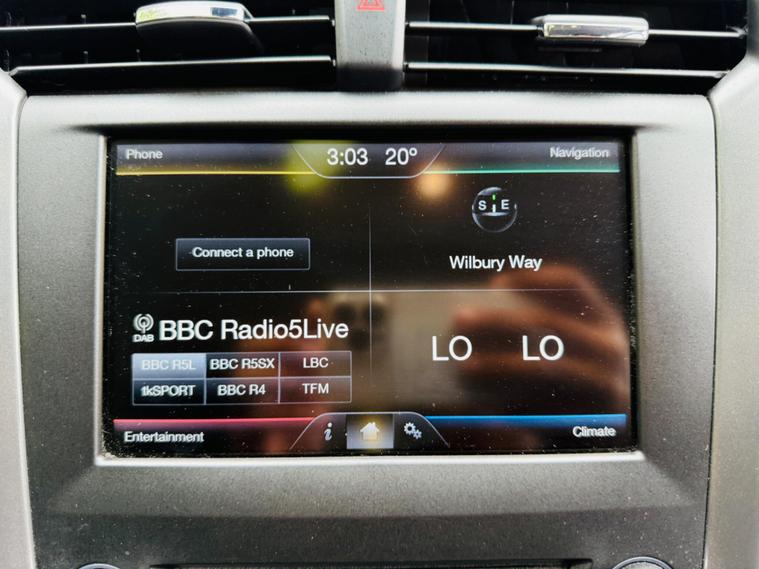 Phone
3:03 20°
Navigation
S E
Connect a phone
Wilbury Way
DAB BBC Radio5Live
BBC R5L BBC R5SX LBC
tkSPORT BBC R4 TFM
LO LO
Entertainment
i
Climate